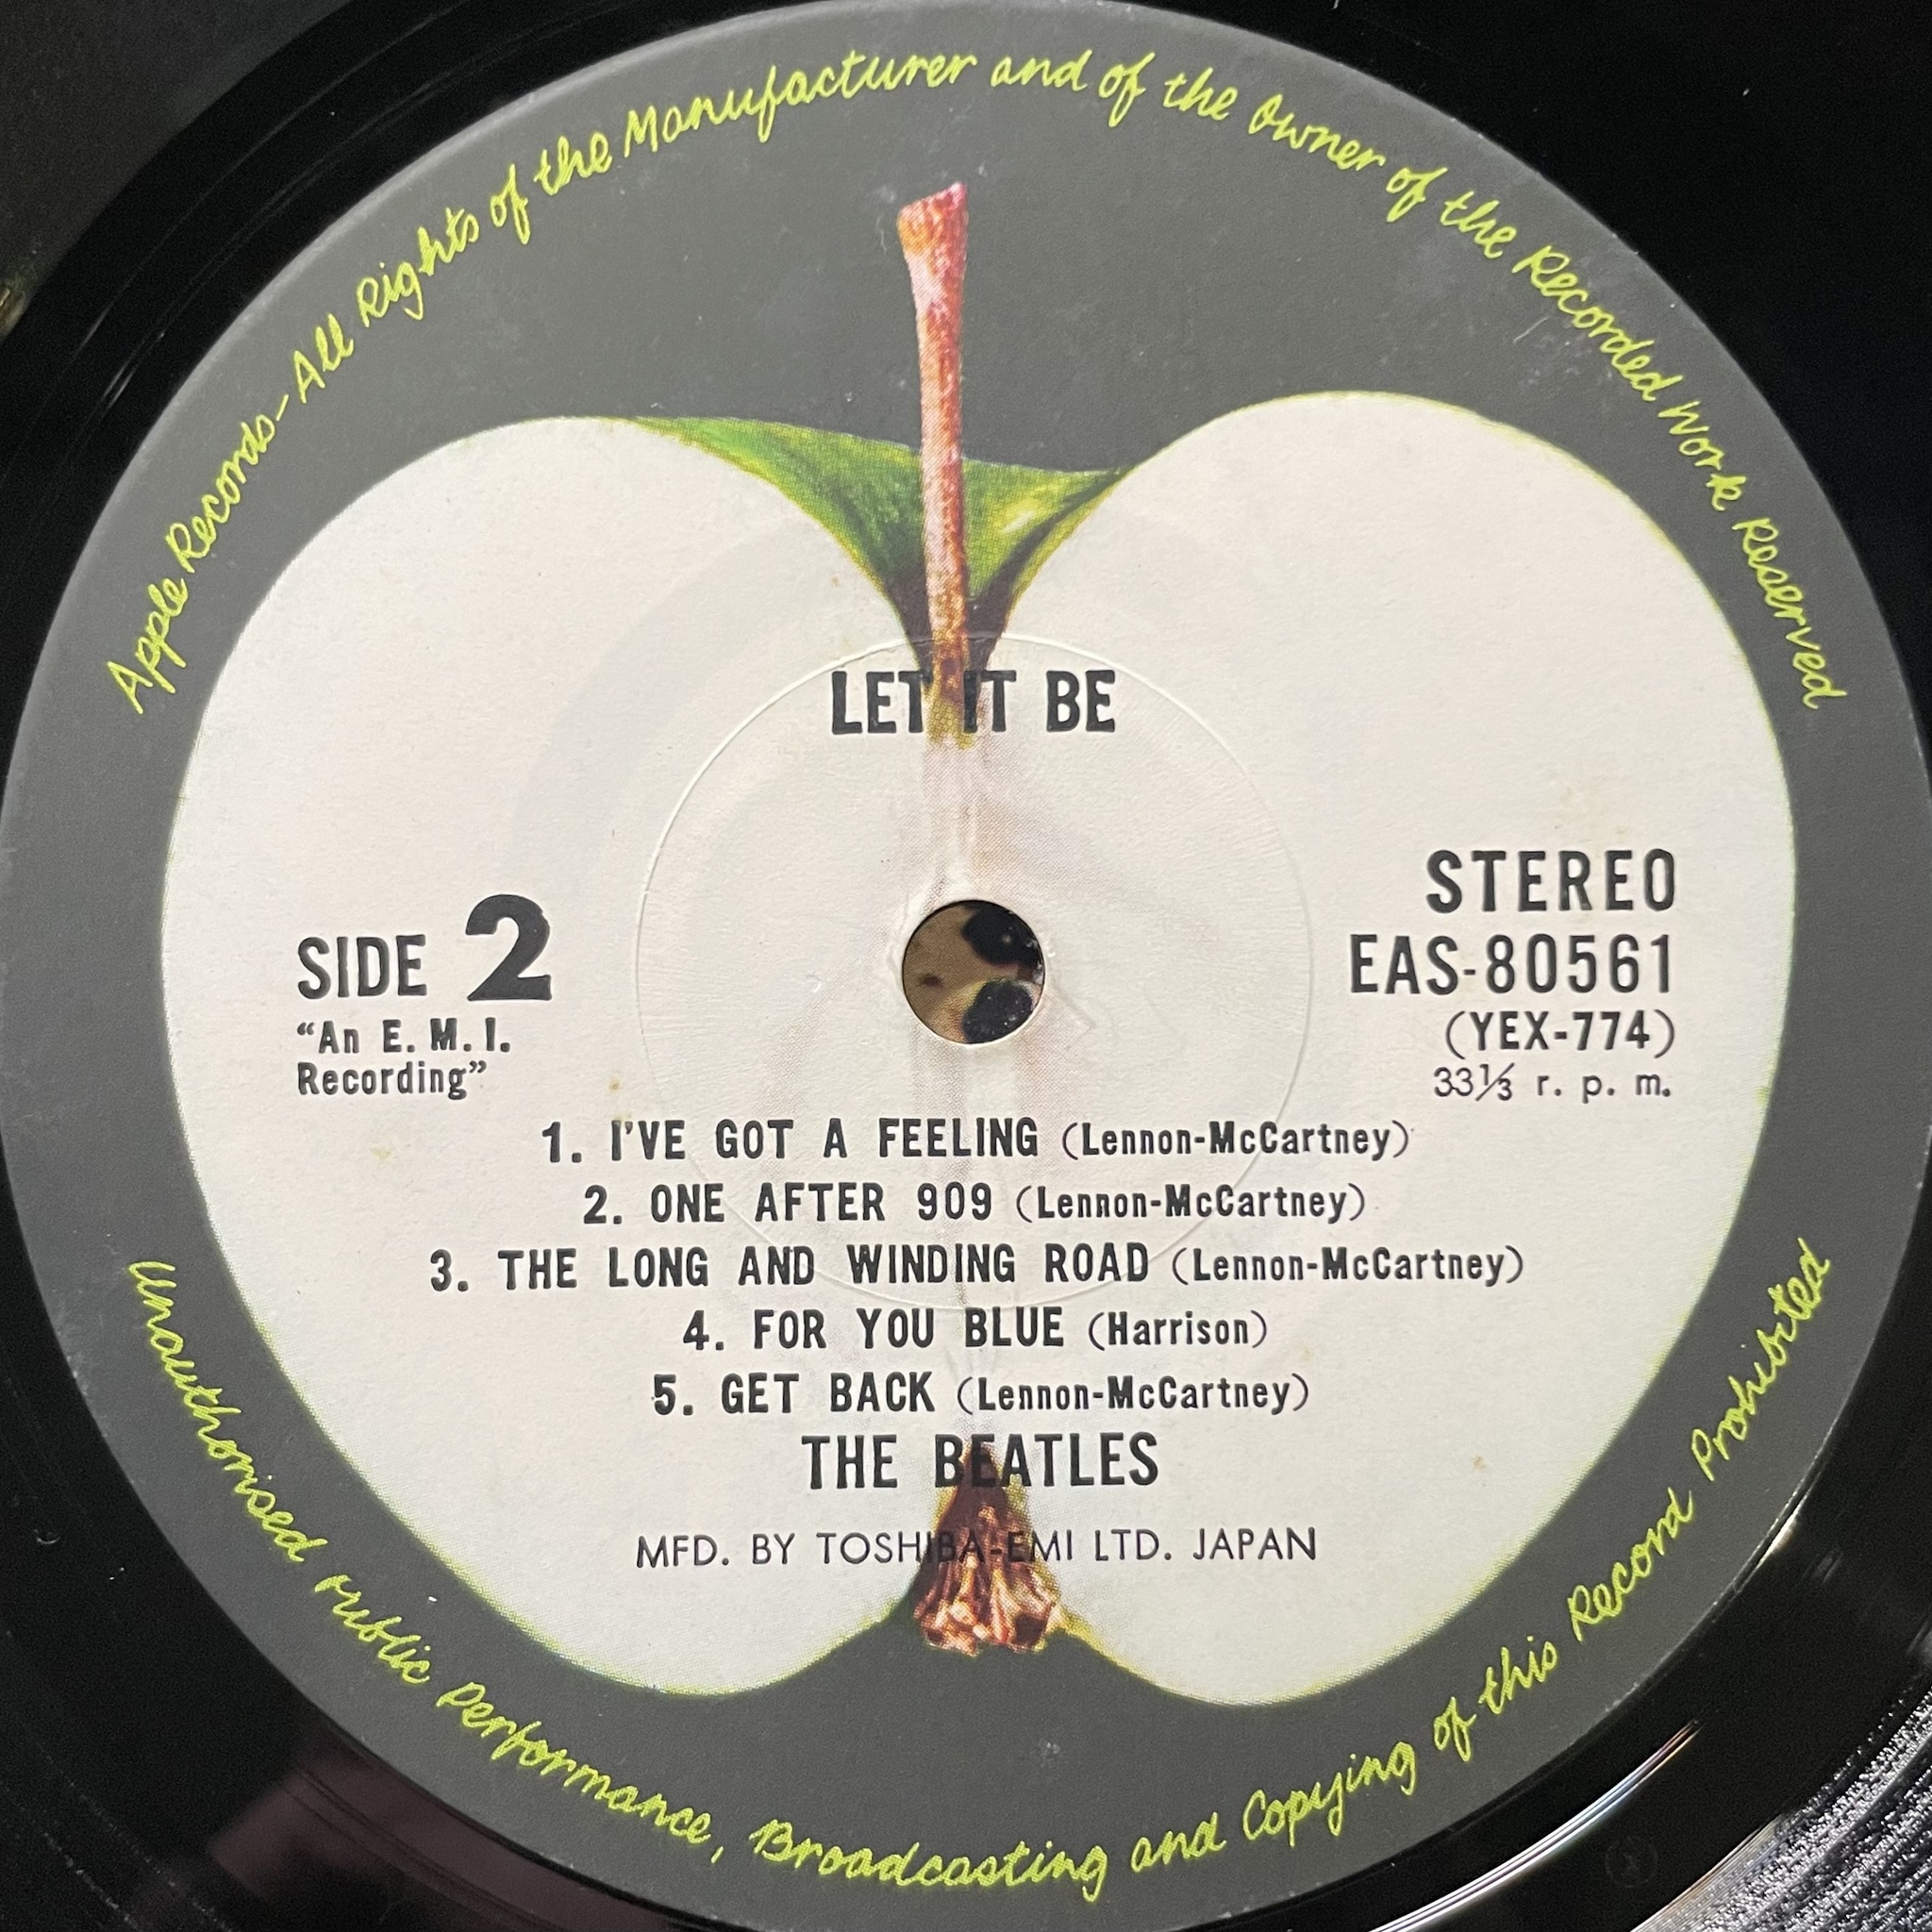 Apple Records-All Rights of the Manufacturer and of the Owner of the Recorded Work Reserved
LET IT BE
STEREO
EAS-80561
(YEX-774)
33⅓ r. p. m.
SIDE 2
“An E. M. I.
Recording”
1. I'VE GOT A FEELING (Lennon-McCartney)
2. ONE AFTER 909 (Lennon-McCartney)
3. THE LONG AND WINDING ROAD (Lennon-McCartney)
4. FOR YOU BLUE (Harrison)
5. GET BACK (Lennon-McCartney)
THE BEATLES
MFD. BY TOSHIBA-EMI LTD. JAPAN
Unauthorised Public Performance, Broadcasting and Copying of this Record Prohibited